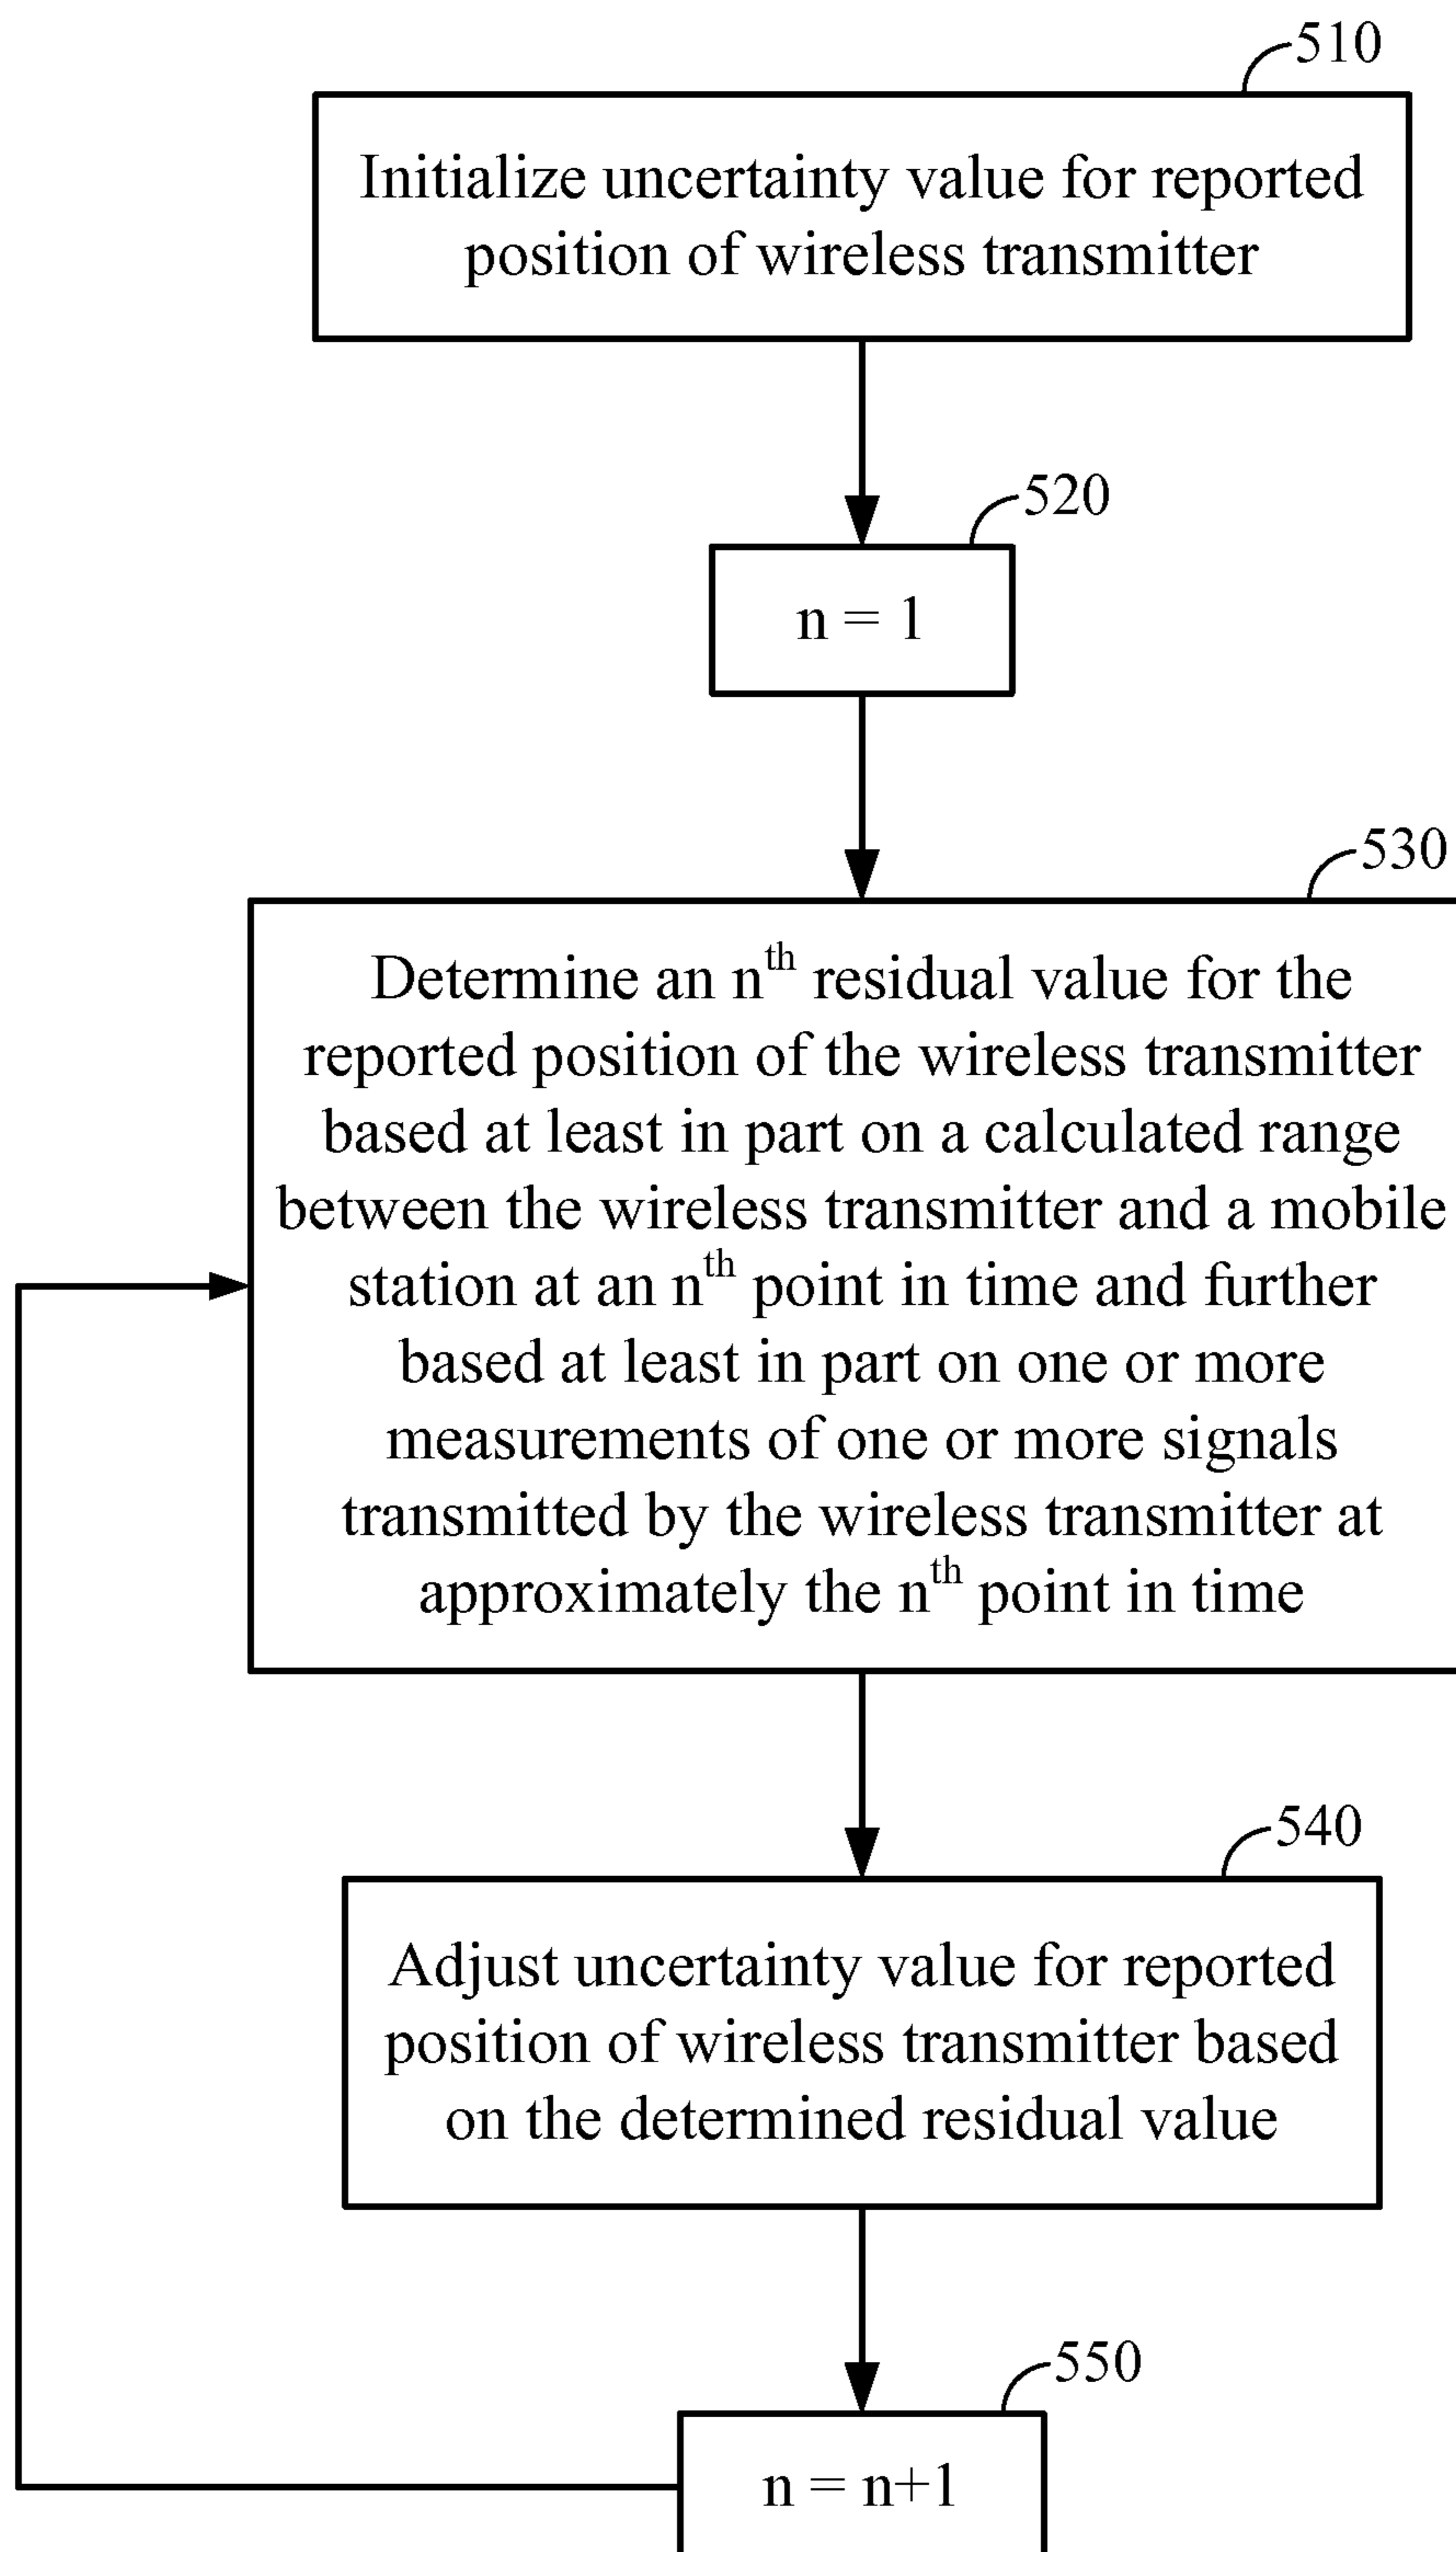 510
Initialize uncertainty value for reported
position of wireless transmitter
520
n = 1
530
Determine an nth residual value for the
reported position of the wireless transmitter
based at least in part on a calculated range
between the wireless transmitter and a mobile
station at an nth point in time and further
based at least in part on one or more
measurements of one or more signals
transmitted by the wireless transmitter at
approximately the nth point in time
540
Adjust uncertainty value for reported
position of wireless transmitter based
on the determined residual value
550
n = n+1